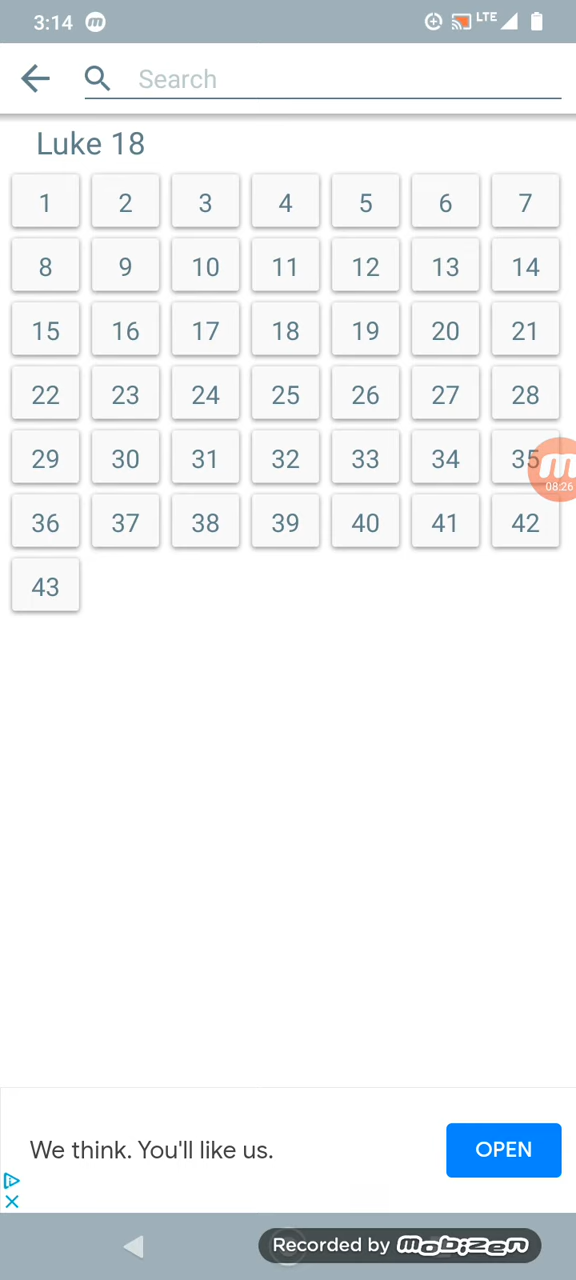 3:14 m LTE
Search
Luke 18
1 2 3 4 5 6 7
8 9 10 11 12 13 14
15 16 17 18 19 20 21
22 23 24 25 26 27 28
29 30 31 32 33 34 35
m
08:26
36 37 38 39 40 41 42
43
We think. You'll like us.
OPEN
Recorded by mobizen